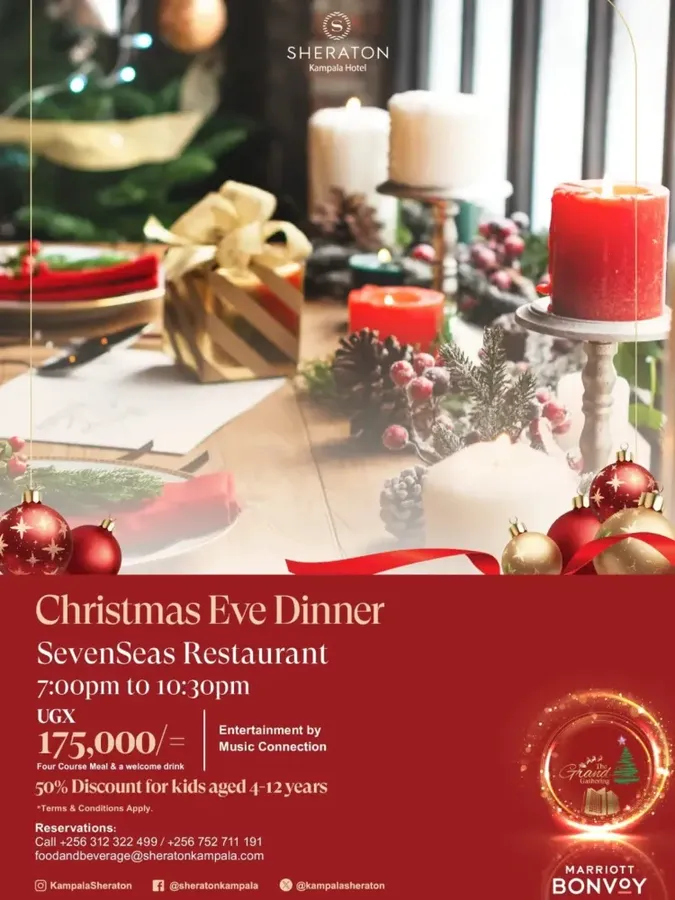 SHERATON
Kampala Hotel
Christmas Eve Dinner
SevenSeas Restaurant
7:00pm to 10:30pm
UGX
175,000/=
Four Course Meal & a welcome drink
Entertainment by
Music Connection
50% Discount for kids aged 4-12 years
*Terms & Conditions Apply.
Reservations:
Call +256 312 322 499 / +256 752 711 191
foodandbeverage@sheratonkampala.com
KampalaSheraton
@sheratonkampala
@kampalasheraton
The
Grand
Gathering
MARRIOTT
BONVOY